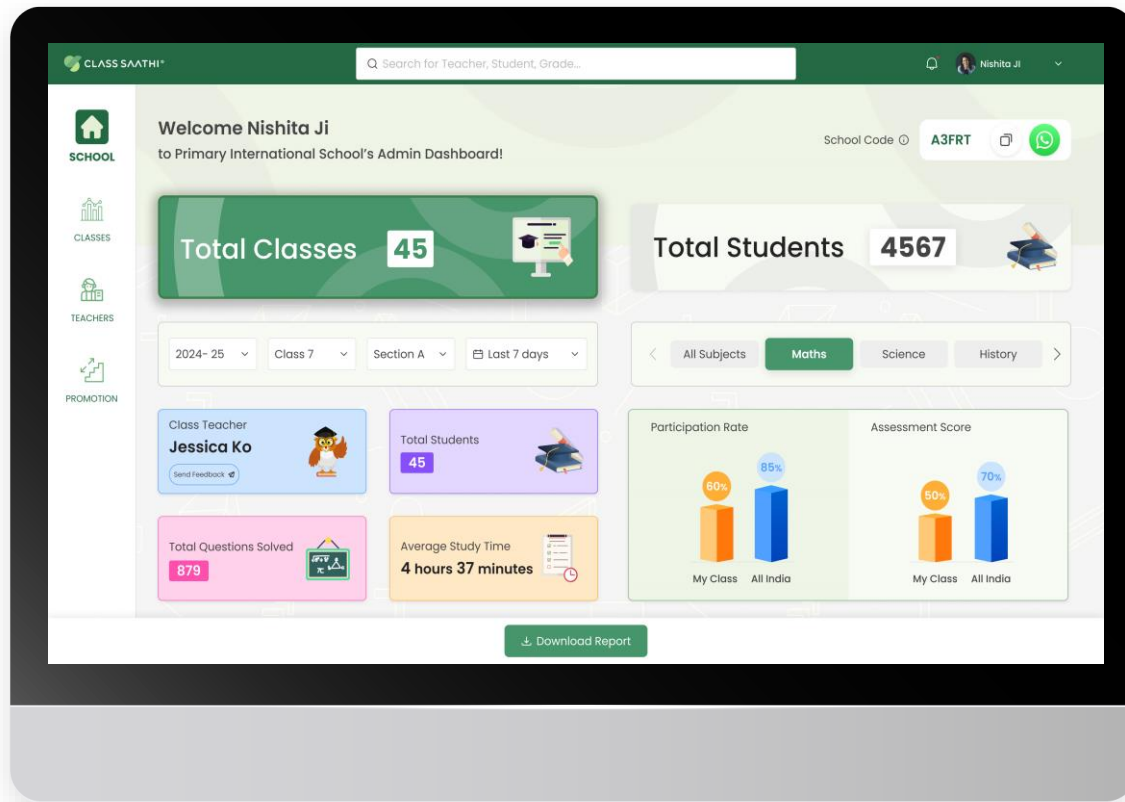 CLASS SAATHI®
Search for Teacher, Student, Grade...
Nishita JI
SCHOOL
CLASSES
TEACHERS
PROMOTION
Welcome Nishita Ji
to Primary International School's Admin Dashboard!
School Code
A3FRT
Total Classes 45
Total Students 4567
2024- 25
Class 7
Section A
Last 7 days
All Subjects
Maths
Science
History
Class Teacher
Jessica Ko
Send Feedback
Total Students
45
Total Questions Solved
879
Average Study Time
4 hours 37 minutes
Participation Rate
60%
85%
My Class
All India
Assessment Score
50%
70%
My Class
All India
Download Report